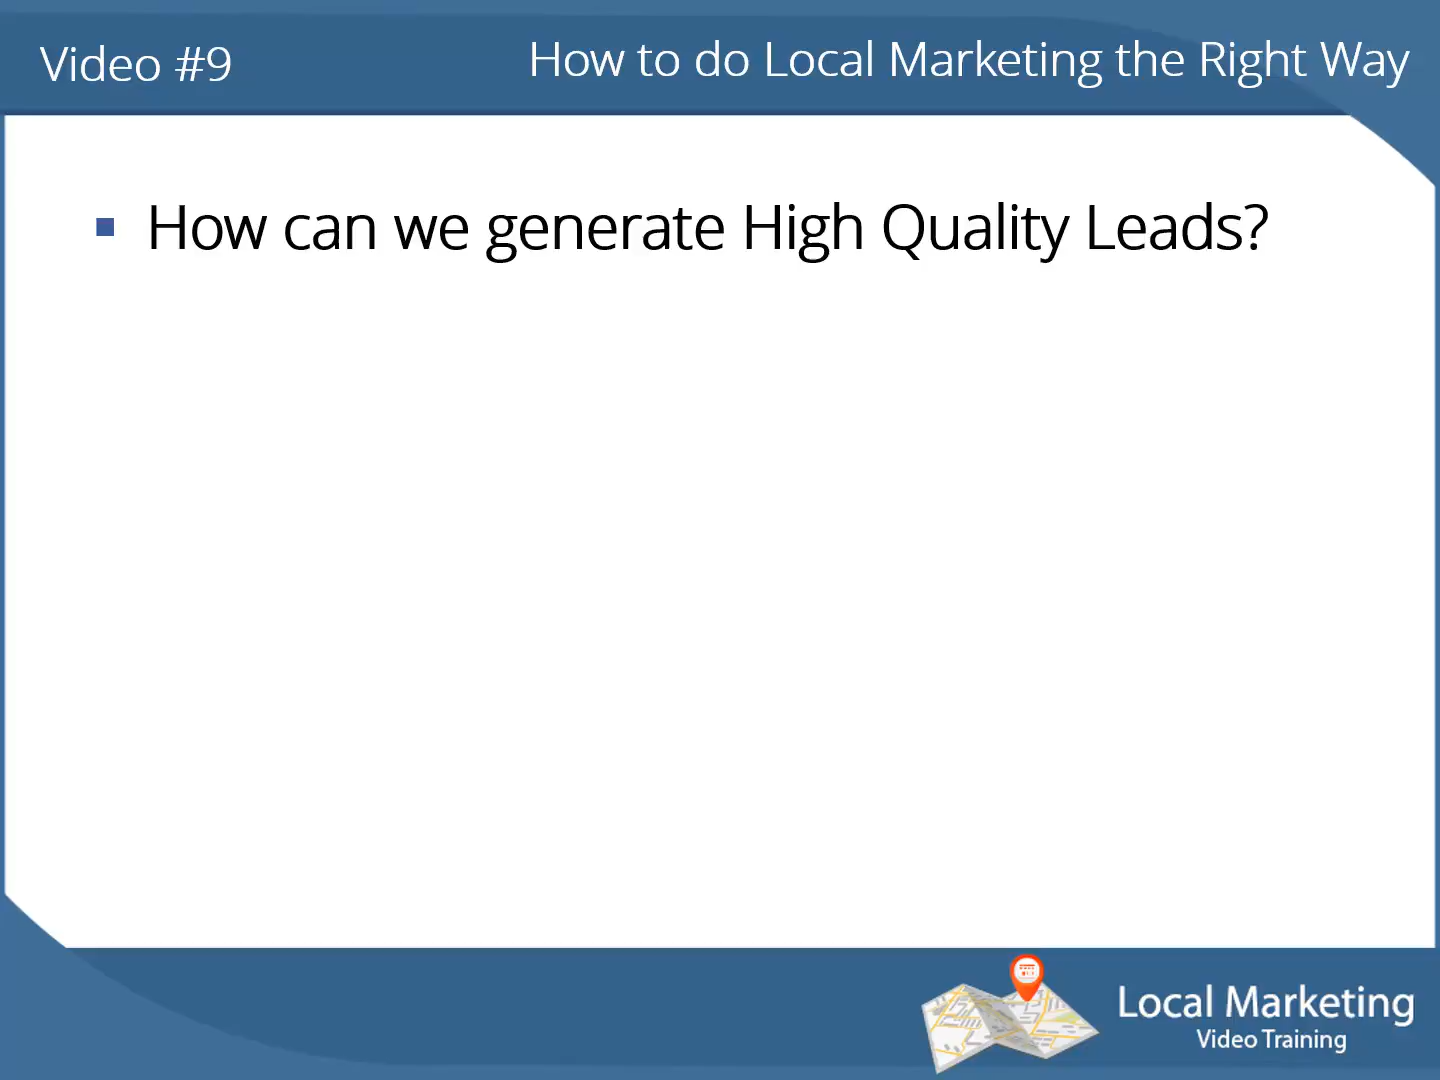 Video #9
How to do Local Marketing the Right Way
How can we generate High Quality Leads?
Local Marketing
Video Training